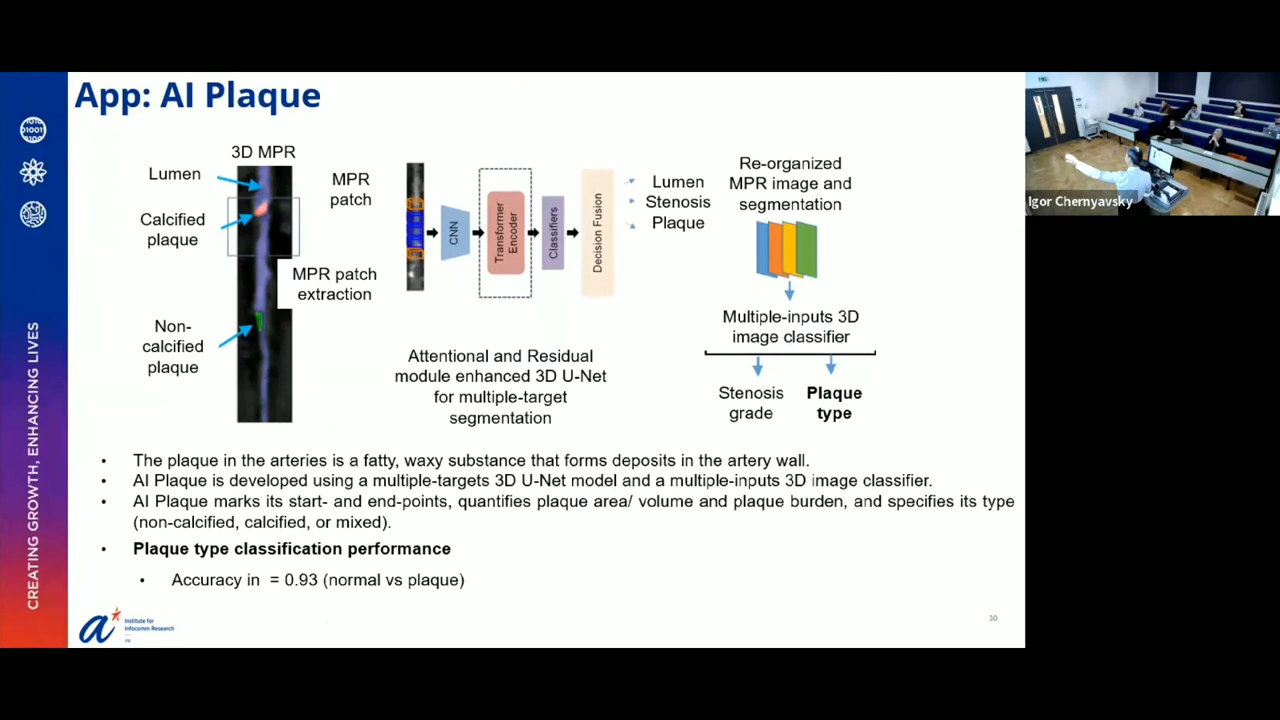 App: AI Plaque
3D MPR
Lumen
Calcified
plaque
Non-
calcified
plaque
MPR
patch
MPR patch
extraction
CNN
Transformer
Encoder
Classifiers
Decision Fusion
Lumen
Stenosis
Plaque
Attentional and Residual
module enhanced 3D U-Net
for multiple-target
segmentation
Re-organized
MPR image and
segmentation
Multiple-inputs 3D
image classifier
Stenosis
grade
Plaque
type
• The plaque in the arteries is a fatty, waxy substance that forms deposits in the artery wall.
• AI Plaque is developed using a multiple-targets 3D U-Net model and a multiple-inputs 3D image classifier.
• AI Plaque marks its start- and end-points, quantifies plaque area/ volume and plaque burden, and specifies its type
(non-calcified, calcified, or mixed).
• Plaque type classification performance
• Accuracy in = 0.93 (normal vs plaque)
CREATING GROWTH, ENHANCING LIVES
Institute for
Infocomm Research
30
Igor Chernyavsky